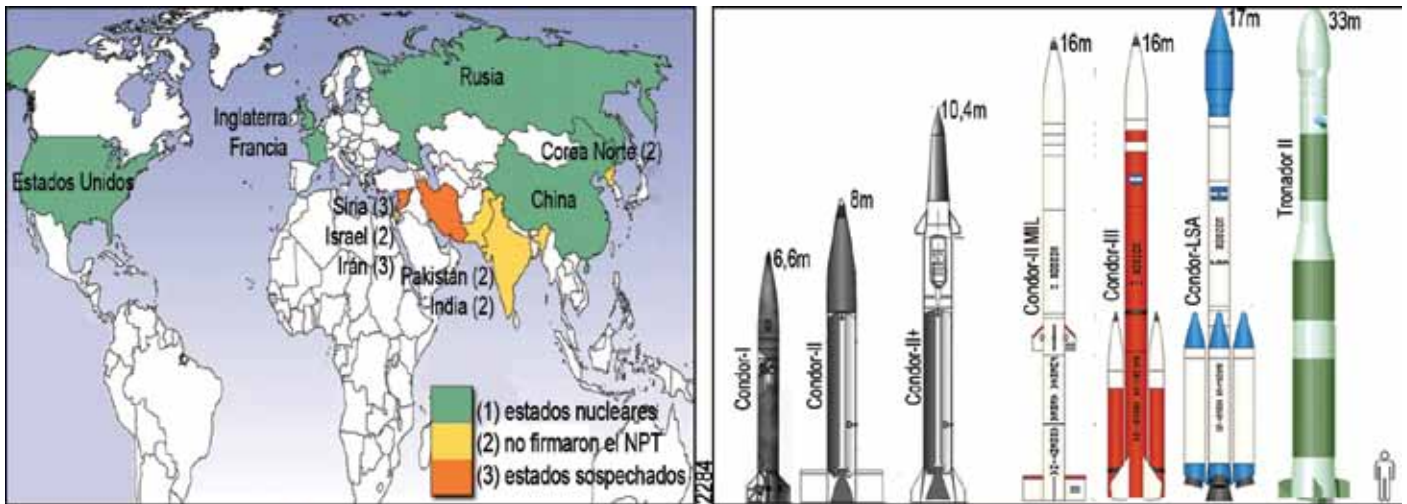 Rusia
Inglaterra
Francia
Corea Norte (2)
Estados Unidos
China
Siria (3)
Israel (2)
Irán (3)
Pakistán (2)
India (2)
(1) estados nucleares
(2) no firmaron el NPT
(3) estados sospechados
2284
Condor-I
6,6m
Condor-II
8m
Condor-II+
10,4m
Condor-II MIL
16m
Condor-III
16m
Condor-LSA
17m
Tronador II
33m